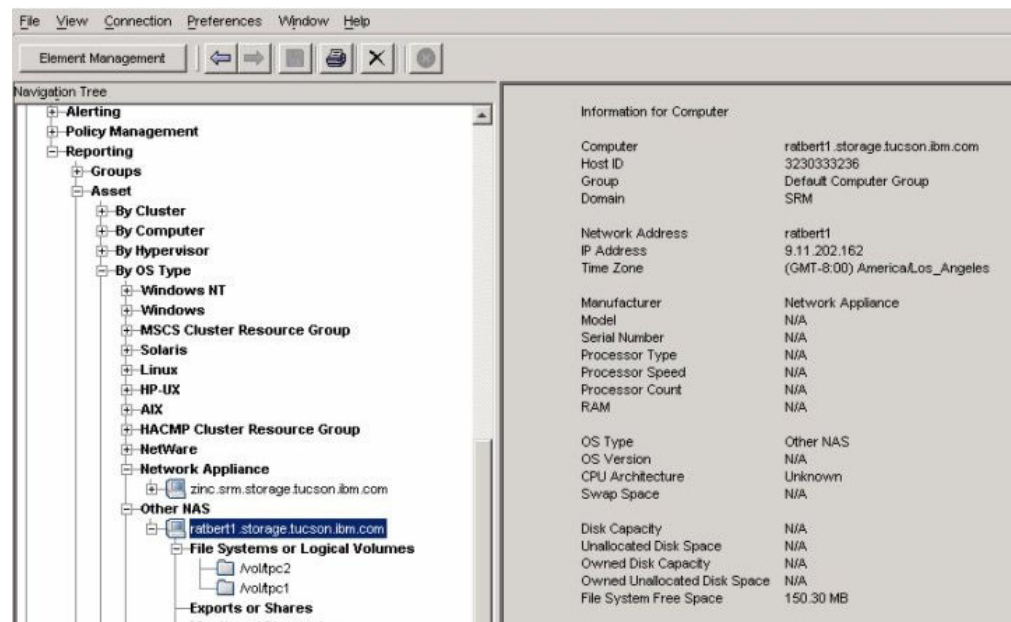 File View Connection Preferences Window Help
Element Management
Navigation Tree
Alerting
Policy Management
Reporting
Groups
Asset
By Cluster
By Computer
By Hypervisor
By OS Type
Windows NT
Windows
MSCS Cluster Resource Group
Solaris
Linux
HP-UX
AIX
HACMP Cluster Resource Group
NetWare
Network Appliance
zinc.srm.storage.tucson.ibm.com
Other NAS
ratbert1.storage.tucson.ibm.com
File Systems or Logical Volumes
/vol/tpc2
/vol/tpc1
Exports or Shares
Information for Computer
Computer ratbert1.storage.tucson.ibm.com
Host ID 3230333236
Group Default Computer Group
Domain SRM
Network Address ratbert1
IP Address 9.11.202.162
Time Zone (GMT-8:00) America/Los_Angeles
Manufacturer Network Appliance
Model N/A
Serial Number N/A
Processor Type N/A
Processor Speed N/A
Processor Count N/A
RAM N/A
OS Type Other NAS
OS Version N/A
CPU Architecture Unknown
Swap Space N/A
Disk Capacity N/A
Unallocated Disk Space N/A
Owned Disk Capacity N/A
Owned Unallocated Disk Space N/A
File System Free Space 150.30 MB